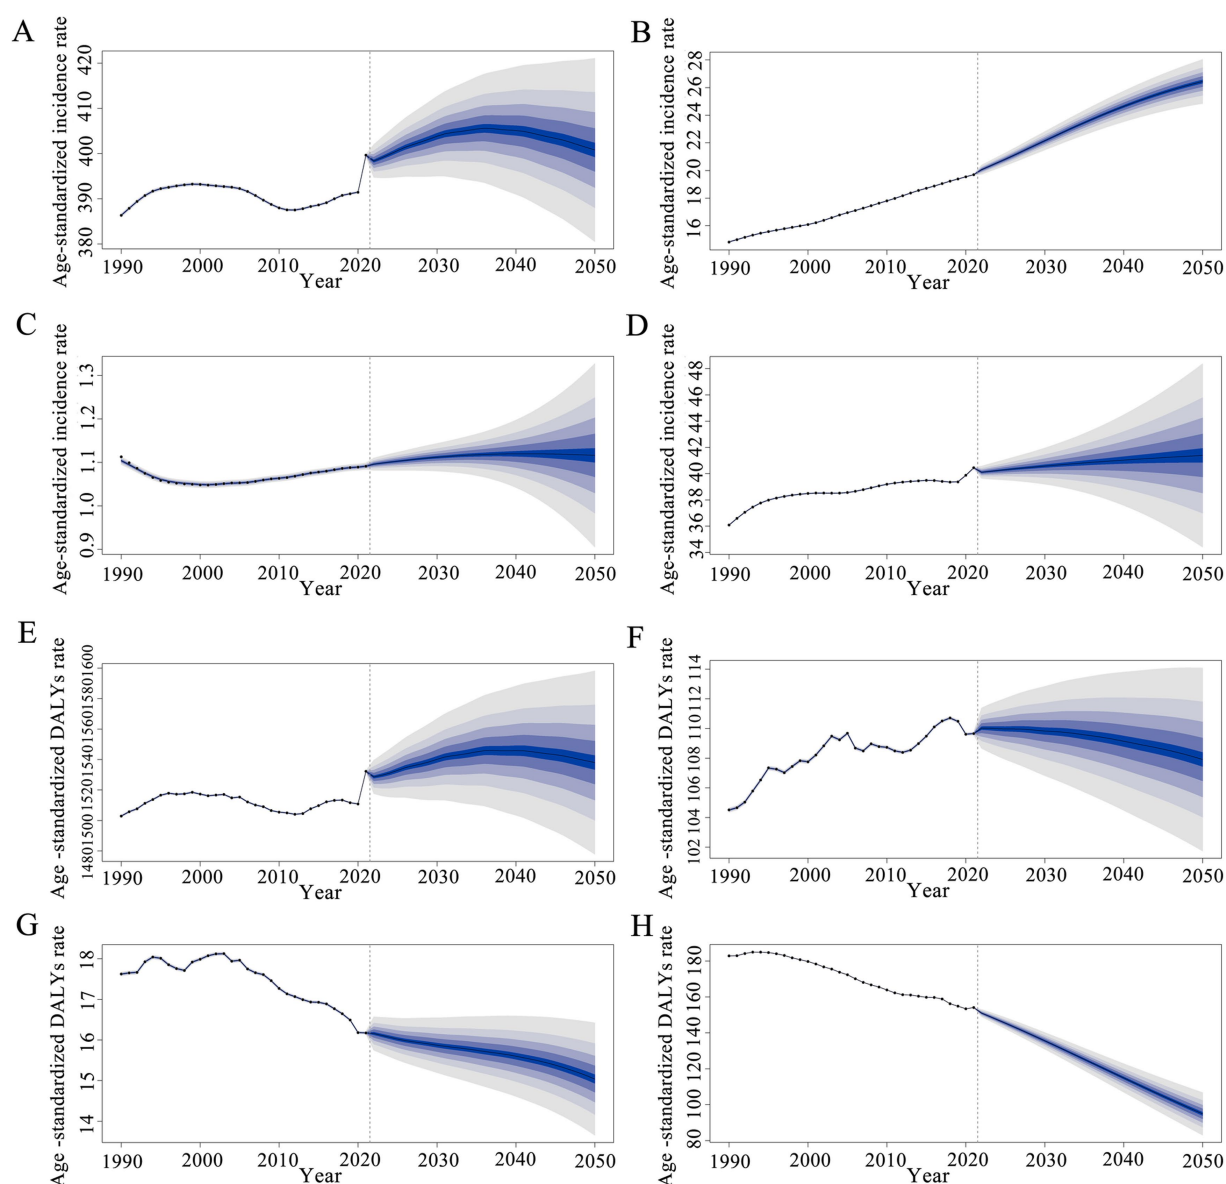 A
Age-standardized incidence rate
380 390 400 410 420
1990 2000 2010 2020 2030 2040 2050
Year
B
Age-standardized incidence rate
16 18 20 22 24 26 28
1990 2000 2010 2020 2030 2040 2050
Year
C
Age-standardized incidence rate
0.9 1.0 1.1 1.2 1.3
1990 2000 2010 2020 2030 2040 2050
Year
D
Age-standardized incidence rate
34 36 38 40 42 44 46 48
1990 2000 2010 2020 2030 2040 2050
Year
E
Age -standardized DALYs rate
1480 1500 1520 1540 1560 1580 1600
1990 2000 2010 2020 2030 2040 2050
Year
F
Age -standardized DALYs rate
102 104 106 108 110 112 114
1990 2000 2010 2020 2030 2040 2050
Year
G
Age -standardized DALYs rate
14 15 16 17 18
1990 2000 2010 2020 2030 2040 2050
Year
H
Age -standardized DALYs rate
80 100 120 140 160 180
1990 2000 2010 2020 2030 2040 2050
Year